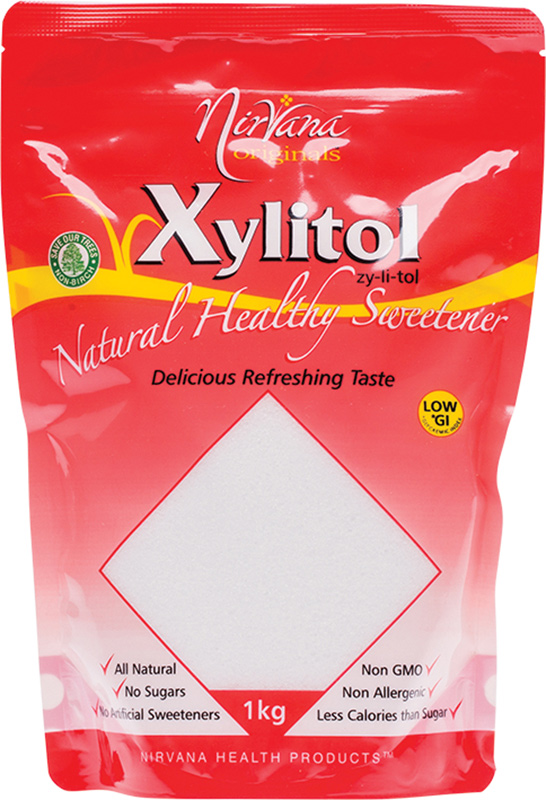 Nirvana
originals
Xylitol
zy-li-tol
SAVE OUR TREES
NON-BIRCH
Natural Healthy Sweetener
Delicious Refreshing Taste
LOW
GI
All Natural
No Sugars
No Artificial Sweeteners
1kg
Non GMO
Non Allergenic
Less Calories than Sugar
NIRVANA HEALTH PRODUCTS™